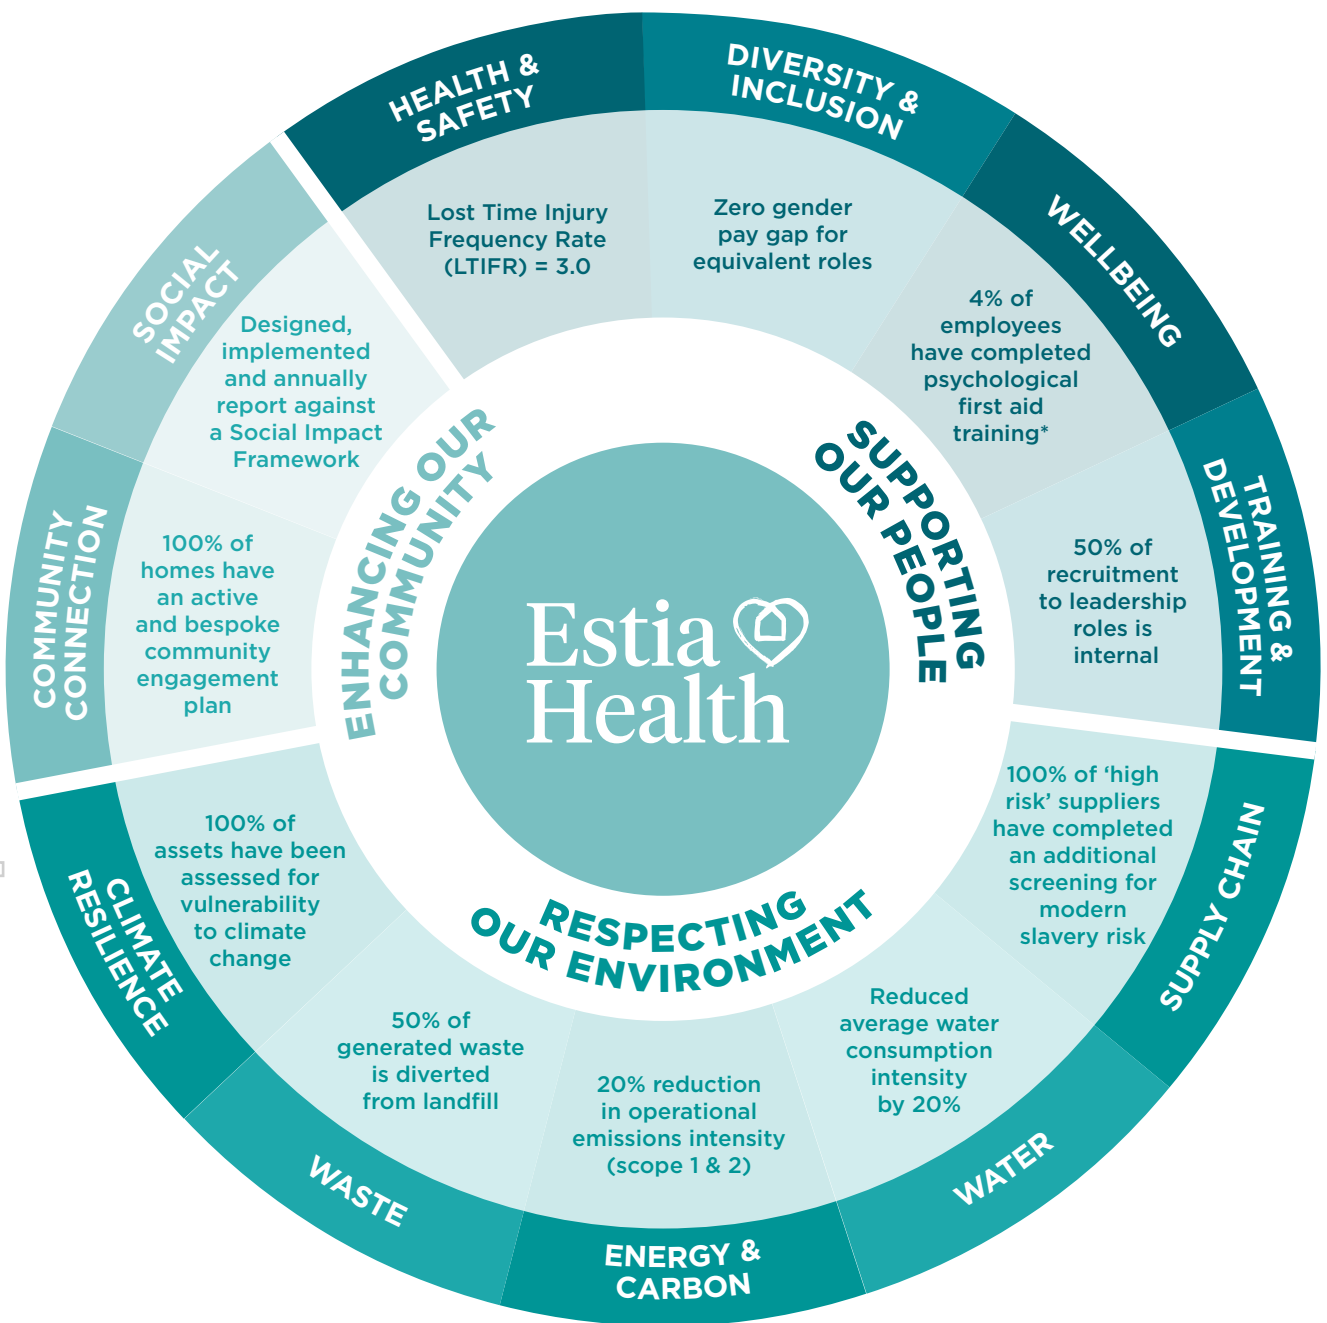 HEALTH &
SAFETY
Lost Time Injury
Frequency Rate
(LTIFR) = 3.0
DIVERSITY &
INCLUSION
Zero gender
pay gap for
equivalent roles
WELLBEING
4% of
employees
have completed
psychological
first aid
training*
TRAINING &
DEVELOPMENT
50% of
recruitment
to leadership
roles is
internal
SUPPORTING
OUR PEOPLE
SUPPLY CHAIN
100% of ‘high
risk’ suppliers
have completed
an additional
screening for
modern
slavery risk
WATER
Reduced
average water
consumption
intensity
by 20%
ENERGY &
CARBON
20% reduction
in operational
emissions intensity
(scope 1 & 2)
WASTE
50% of
generated waste
is diverted
from landfill
CLIMATE
RESILIENCE
100% of
assets have been
assessed for
vulnerability
to climate
change
RESPECTING
OUR ENVIRONMENT
COMMUNITY
CONNECTION
100% of
homes have
an active
and bespoke
community
engagement
plan
SOCIAL
IMPACT
Designed,
implemented
and annually
report against
a Social Impact
Framework
ENHANCING OUR
COMMUNITY
Estia
Health